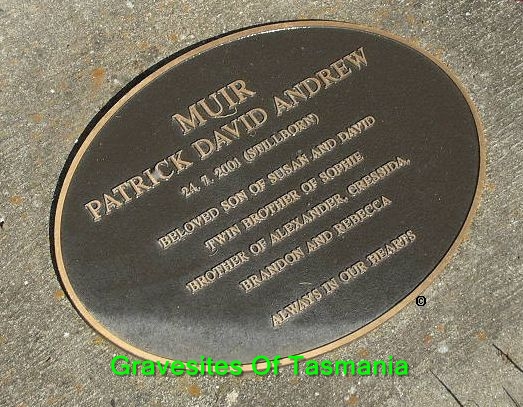 MUIR
PATRICK DAVID ANDREW
24. 7. 2001 (STILLBORN)
BELOVED SON OF SUSAN AND DAVID
TWIN BROTHER OF SOPHIE
BROTHER OF ALEXANDER, CRESSIDA,
BRANDON AND REBECCA
ALWAYS IN OUR HEARTS
©
Gravesites Of Tasmania